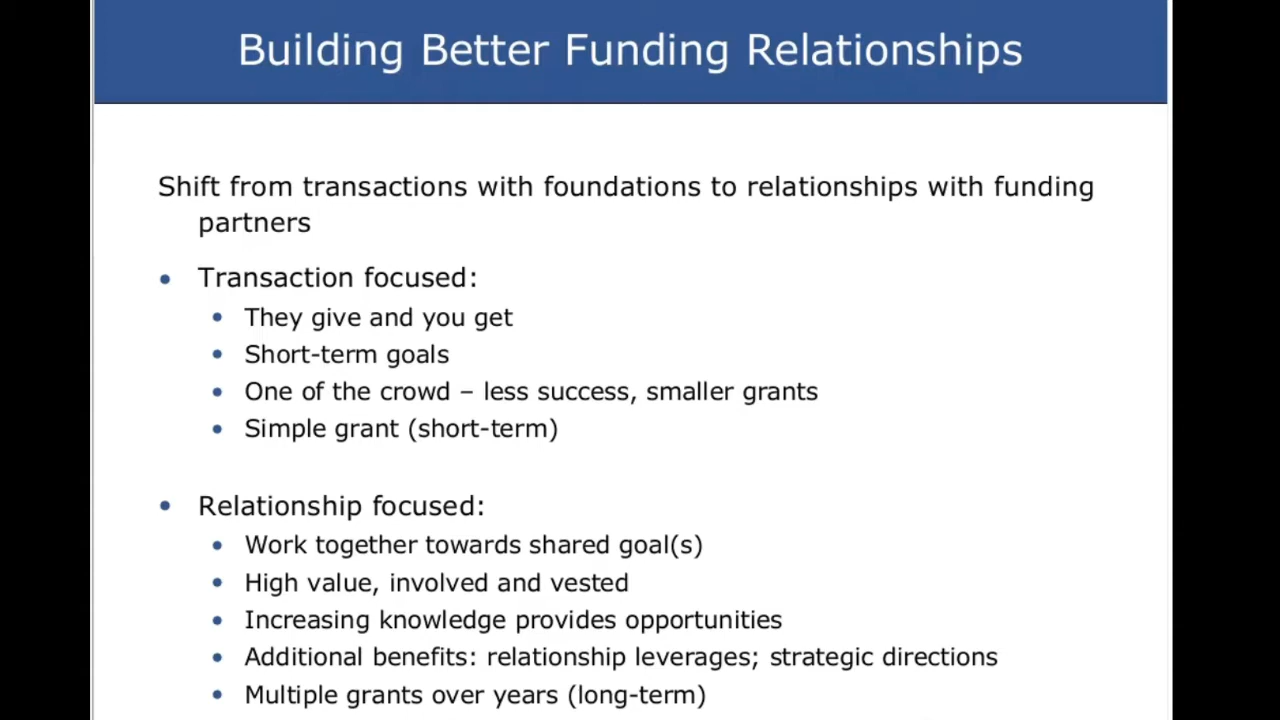 Building Better Funding Relationships
Shift from transactions with foundations to relationships with funding
partners
• Transaction focused:
• They give and you get
• Short-term goals
• One of the crowd – less success, smaller grants
• Simple grant (short-term)
• Relationship focused:
• Work together towards shared goal(s)
• High value, involved and vested
• Increasing knowledge provides opportunities
• Additional benefits: relationship leverages; strategic directions
• Multiple grants over years (long-term)